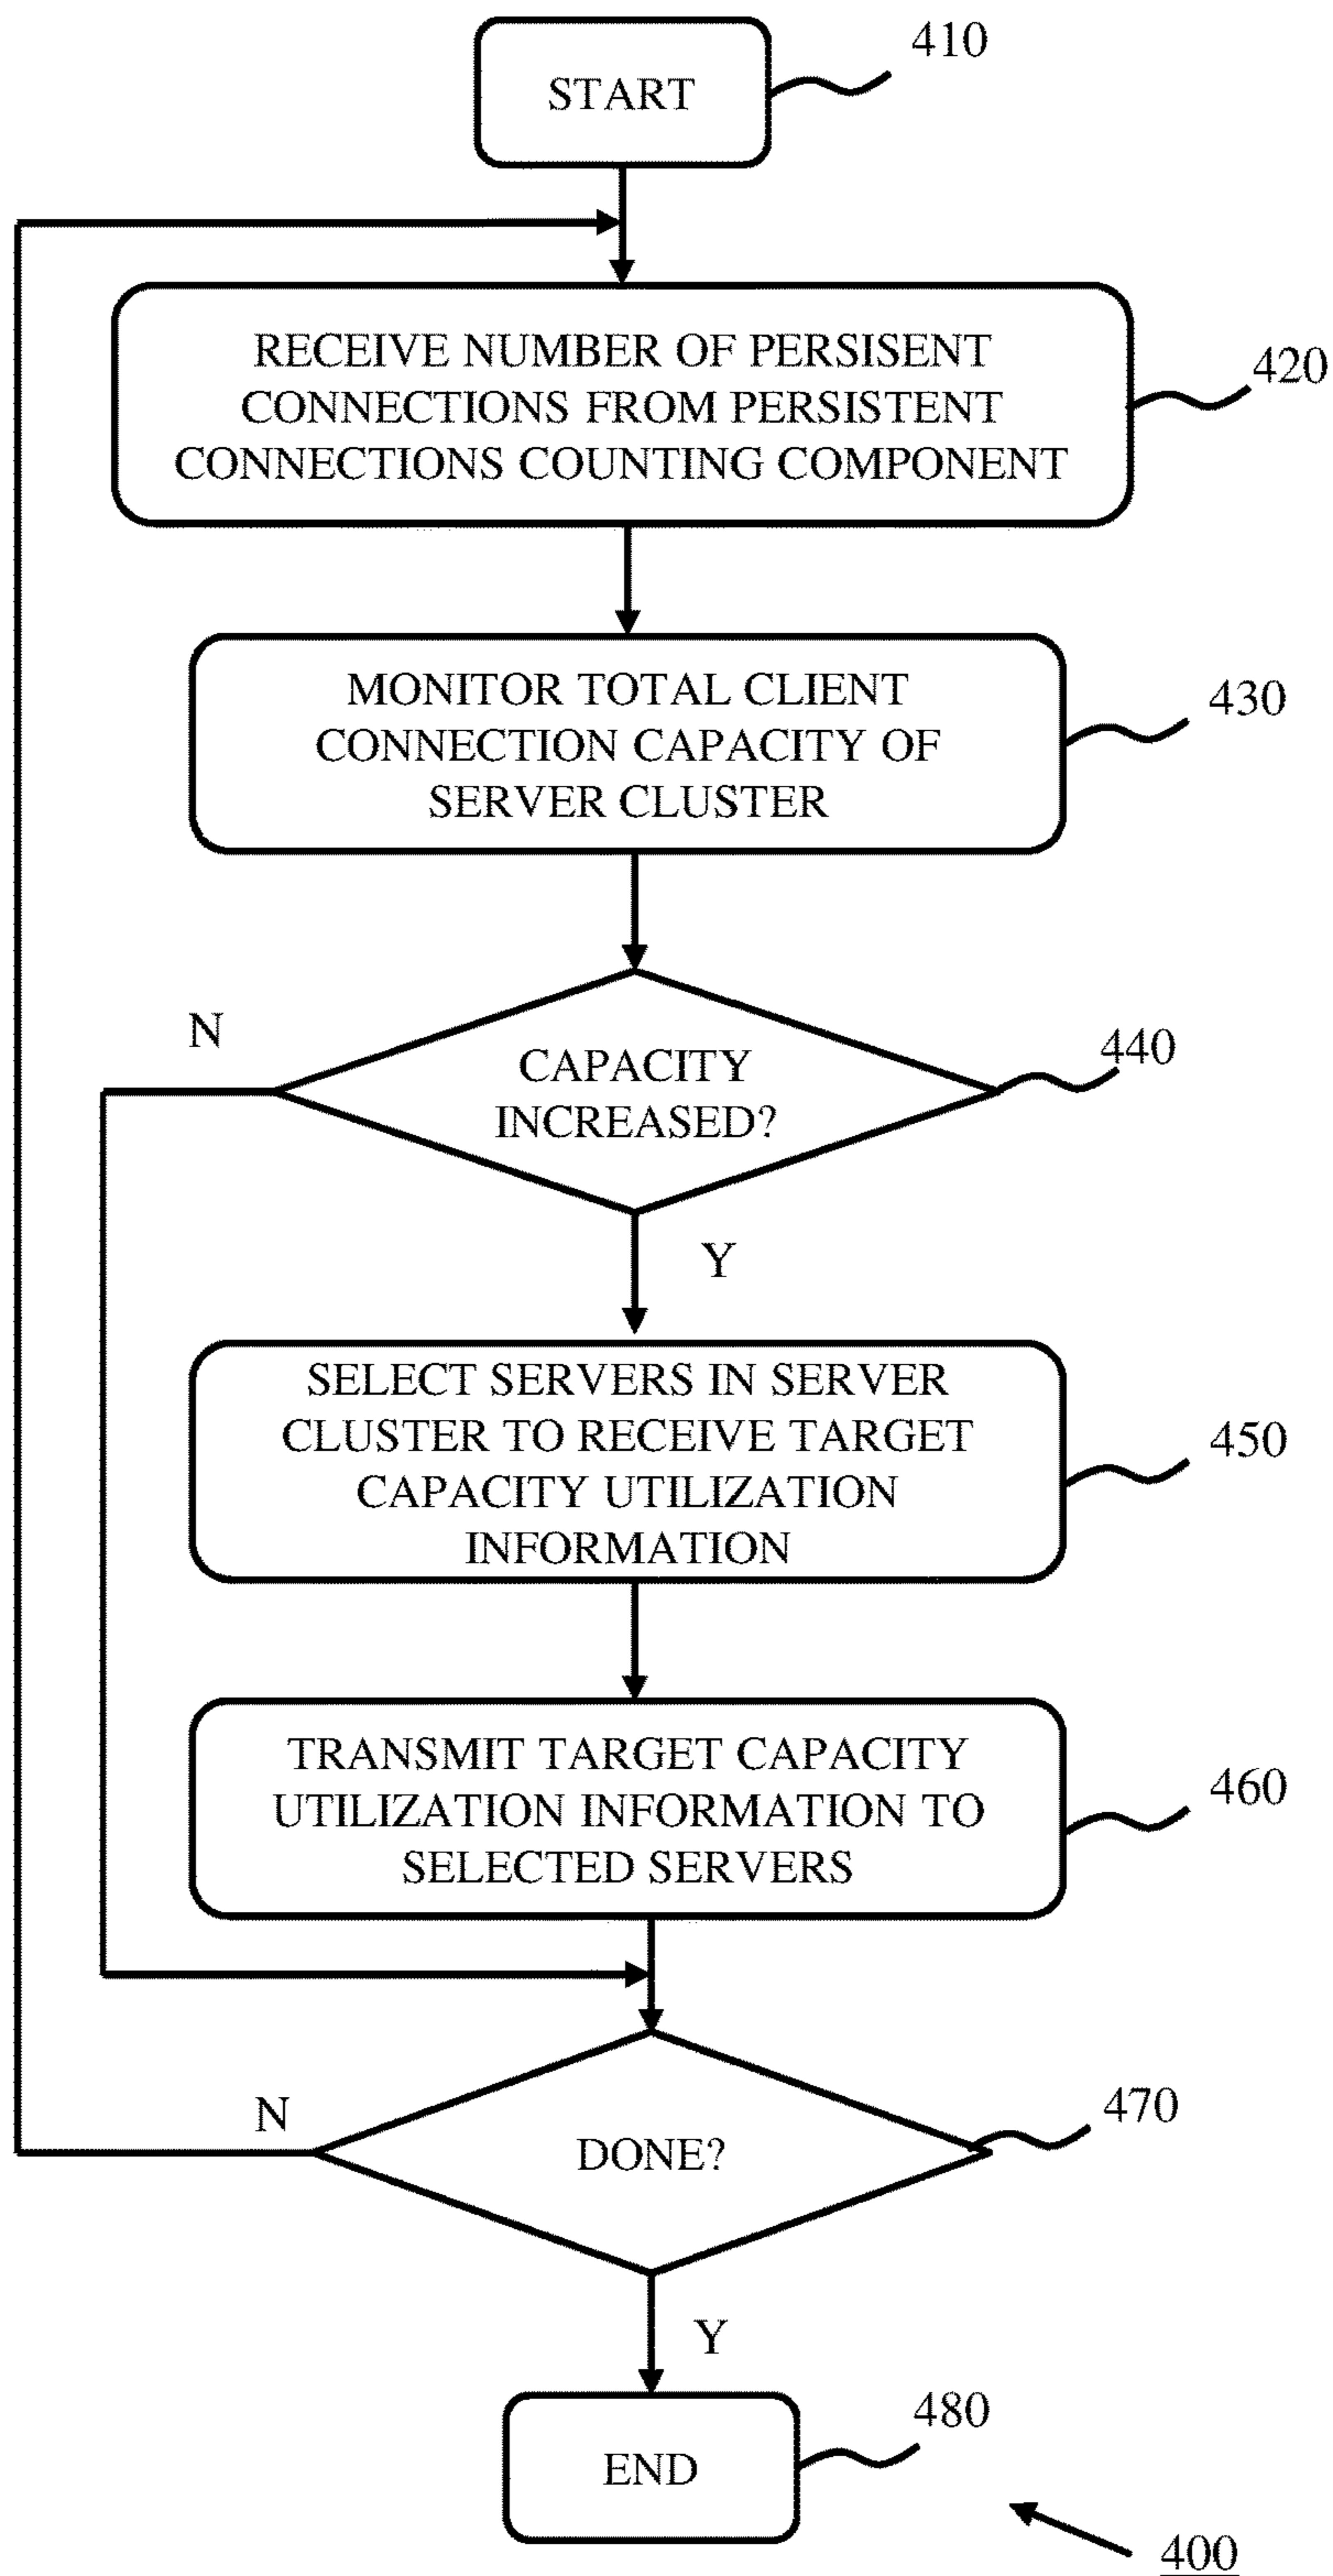 START
410
RECEIVE NUMBER OF PERSISENT
CONNECTIONS FROM PERSISTENT
CONNECTIONS COUNTING COMPONENT
420
MONITOR TOTAL CLIENT
CONNECTION CAPACITY OF
SERVER CLUSTER
430
N
CAPACITY
INCREASED?
440
Y
SELECT SERVERS IN SERVER
CLUSTER TO RECEIVE TARGET
CAPACITY UTILIZATION
INFORMATION
450
TRANSMIT TARGET CAPACITY
UTILIZATION INFORMATION TO
SELECTED SERVERS
460
N
DONE?
470
Y
END
480
400